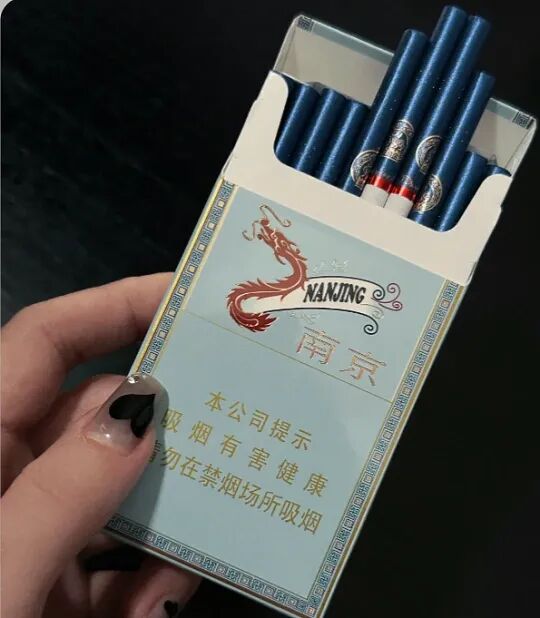 NANJING
南京
本公司提示
吸烟有害健康
请勿在禁烟场所吸烟